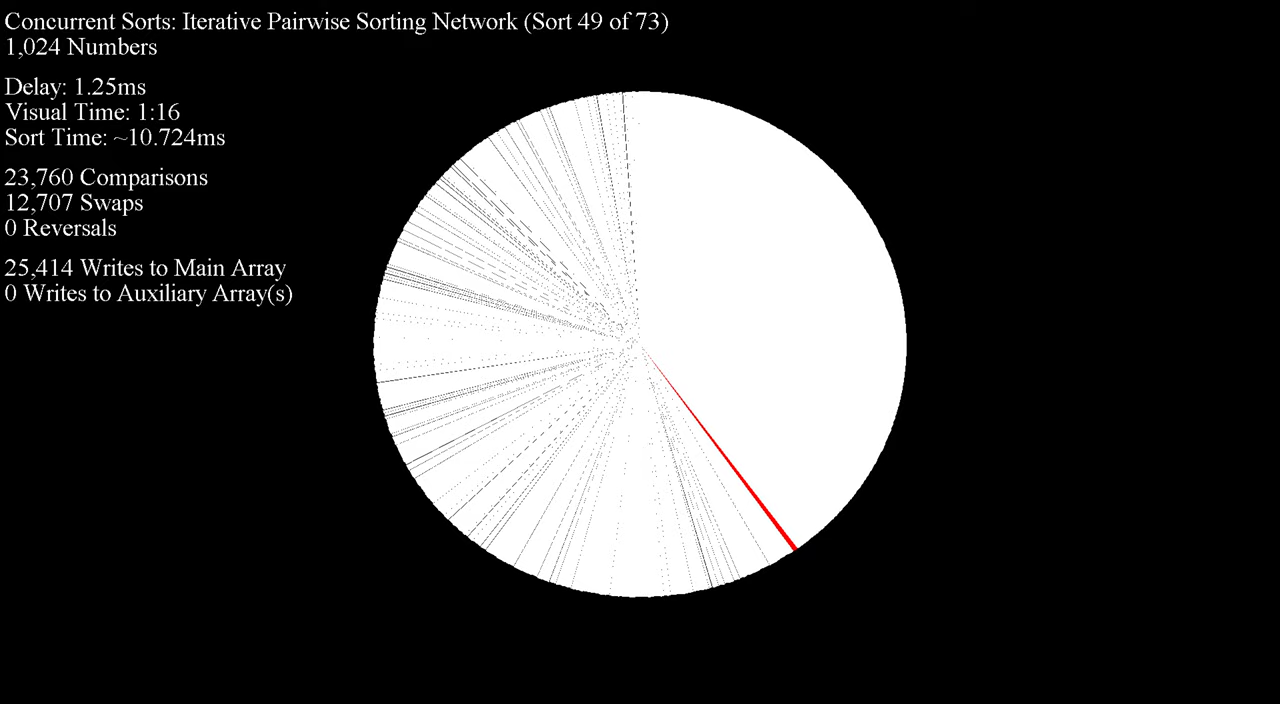 Concurrent Sorts: Iterative Pairwise Sorting Network (Sort 49 of 73)
1,024 Numbers
Delay: 1.25ms
Visual Time: 1:16
Sort Time: ~10.724ms
23,760 Comparisons
12,707 Swaps
0 Reversals
25,414 Writes to Main Array
0 Writes to Auxiliary Array(s)